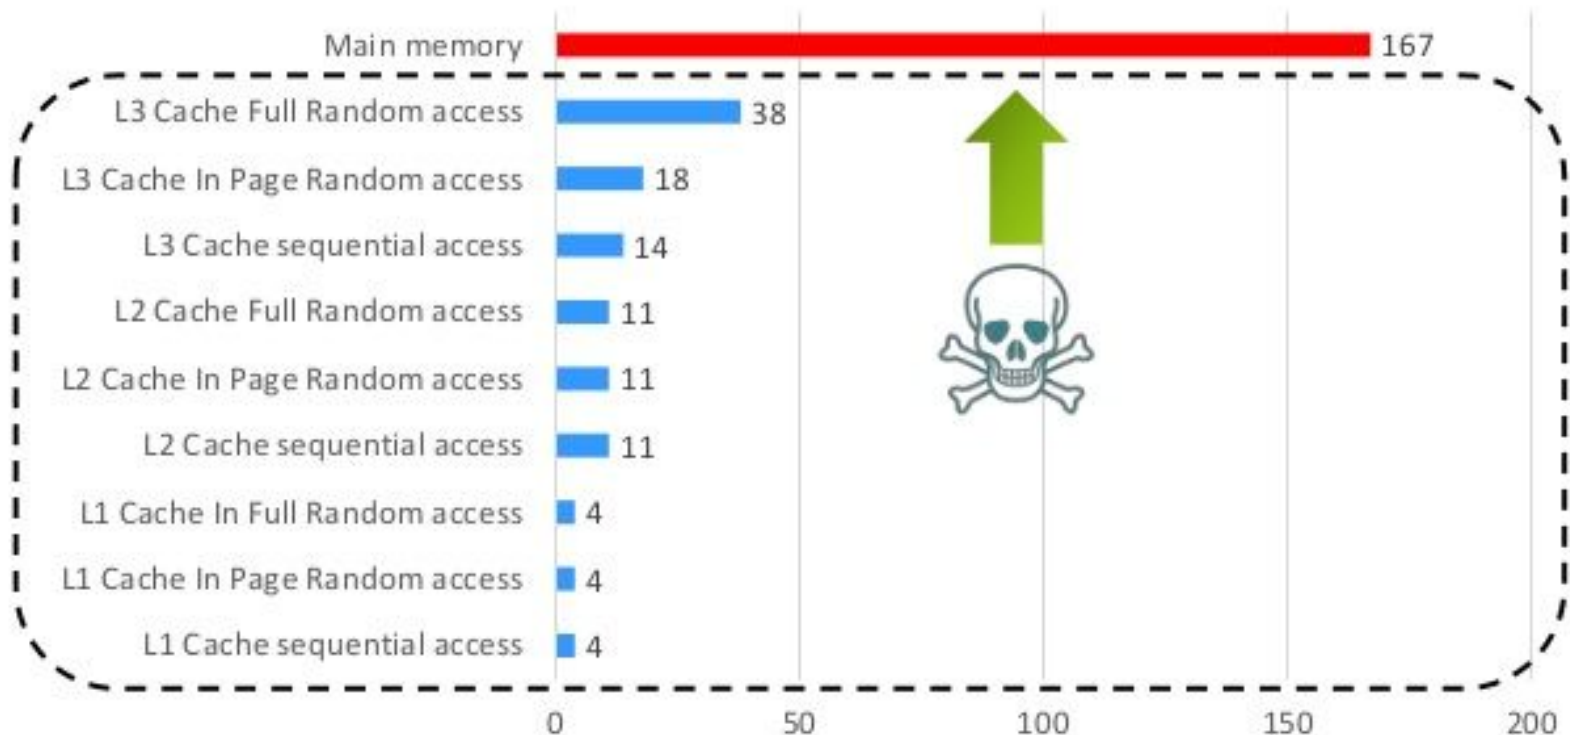 Main memory 167
L3 Cache Full Random access 38
L3 Cache In Page Random access 18
L3 Cache sequential access 14
L2 Cache Full Random access 11
L2 Cache In Page Random access 11
L2 Cache sequential access 11
L1 Cache In Full Random access 4
L1 Cache In Page Random access 4
L1 Cache sequential access 4
0 50 100 150 200